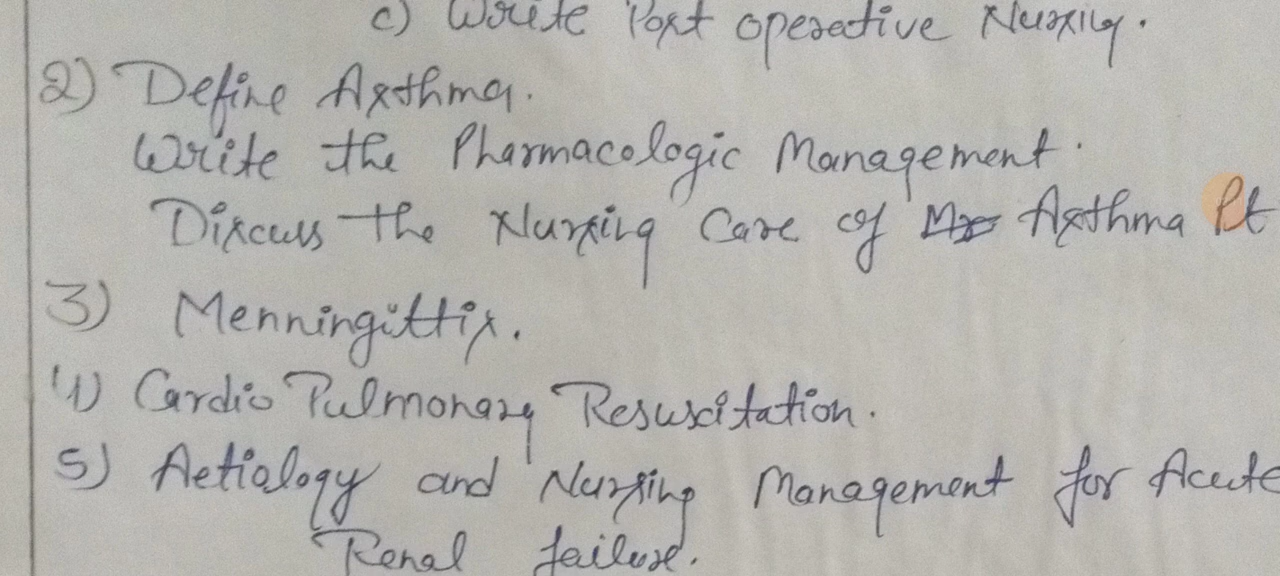 c) Write Post operative Nursing.
2) Define Asthma.
Write the Pharmacologic Management.
Discuss the Nursing Care of Asthma Pt
3) Menningittis.
4) Cardio Pulmonary Resuscitation.
5) Aetiology and Nursing Management for Acute
Renal failure.